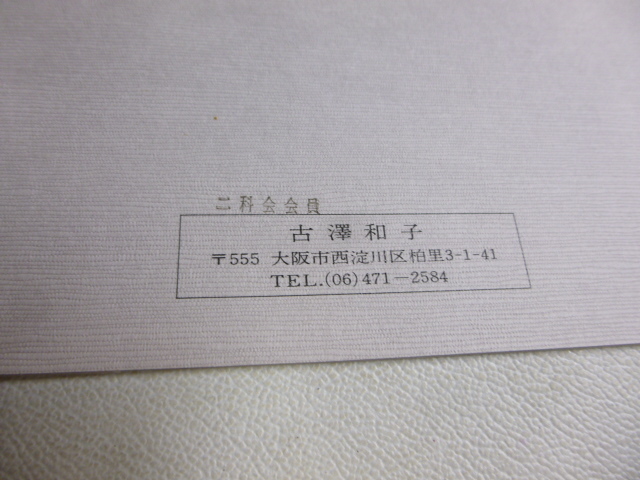 二科会会員
古澤和子
〒555 大阪市西淀川区柏里3-1-41
TEL.(06)471-2584